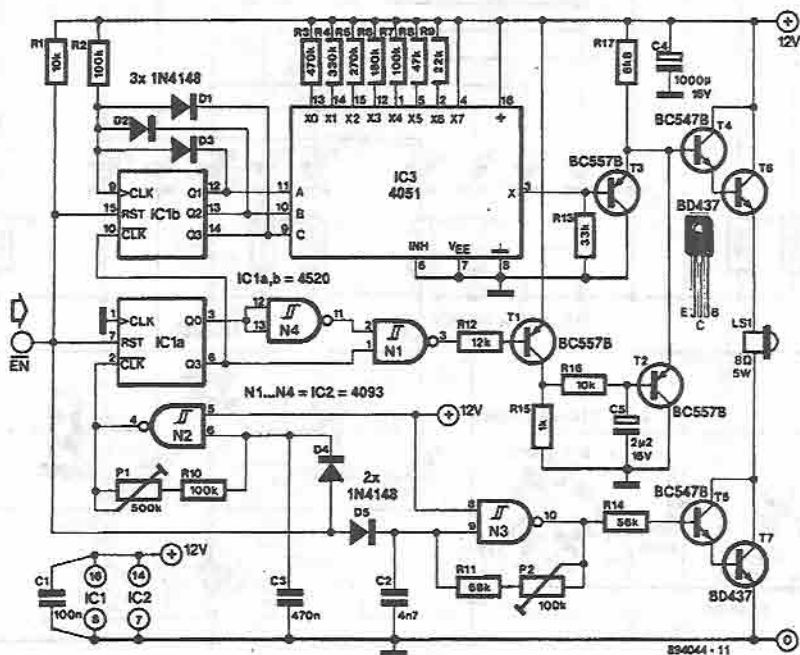 R1
10k
R2
100k
3x 1N4148
D1
D2
D3
R3 R4 R5 R6 R7 R8 R9
470k 330k 270k 180k 100k 47k 22k
13 14 15 12 1 5 2 4 16
X0 X1 X2 X3 X4 X5 X6 X7 +
IC3
4051
11 A
10 B
9 C
X 3
INH VEE
6 7 8
R13
33k
BC557B
T3
R17
6k8
C4
1000µ
16V
12V
BC547B
T4
T6
BD437
E C B
9 CLK Q1 12
15 RST Q2 13
10 CLK Q3 14
IC1b
IC1a,b = 4520
1 CLK Q0 3
7 RST
2 CLK Q3 6
IC1a
EN
12
13
N4
11
2
1
N1
3
R12
12k
T1
BC557B
R16
10k
R15
1k
C5
2µ2
16V
T2
BC557B
LS1
8Ω
5W
N1...N4 = IC2 = 4093
4
N2
5
6
12V
P1
500k
R10
100k
D4
2x
1N4148
D5
8
9
N3
10
R14
56k
BC547B
T5
T7
BD437
R11
68k
P2
100k
C1
100n
16
IC1
8
14
IC2
7
12V
C3
470n
C2
4n7
0
894044 - 11